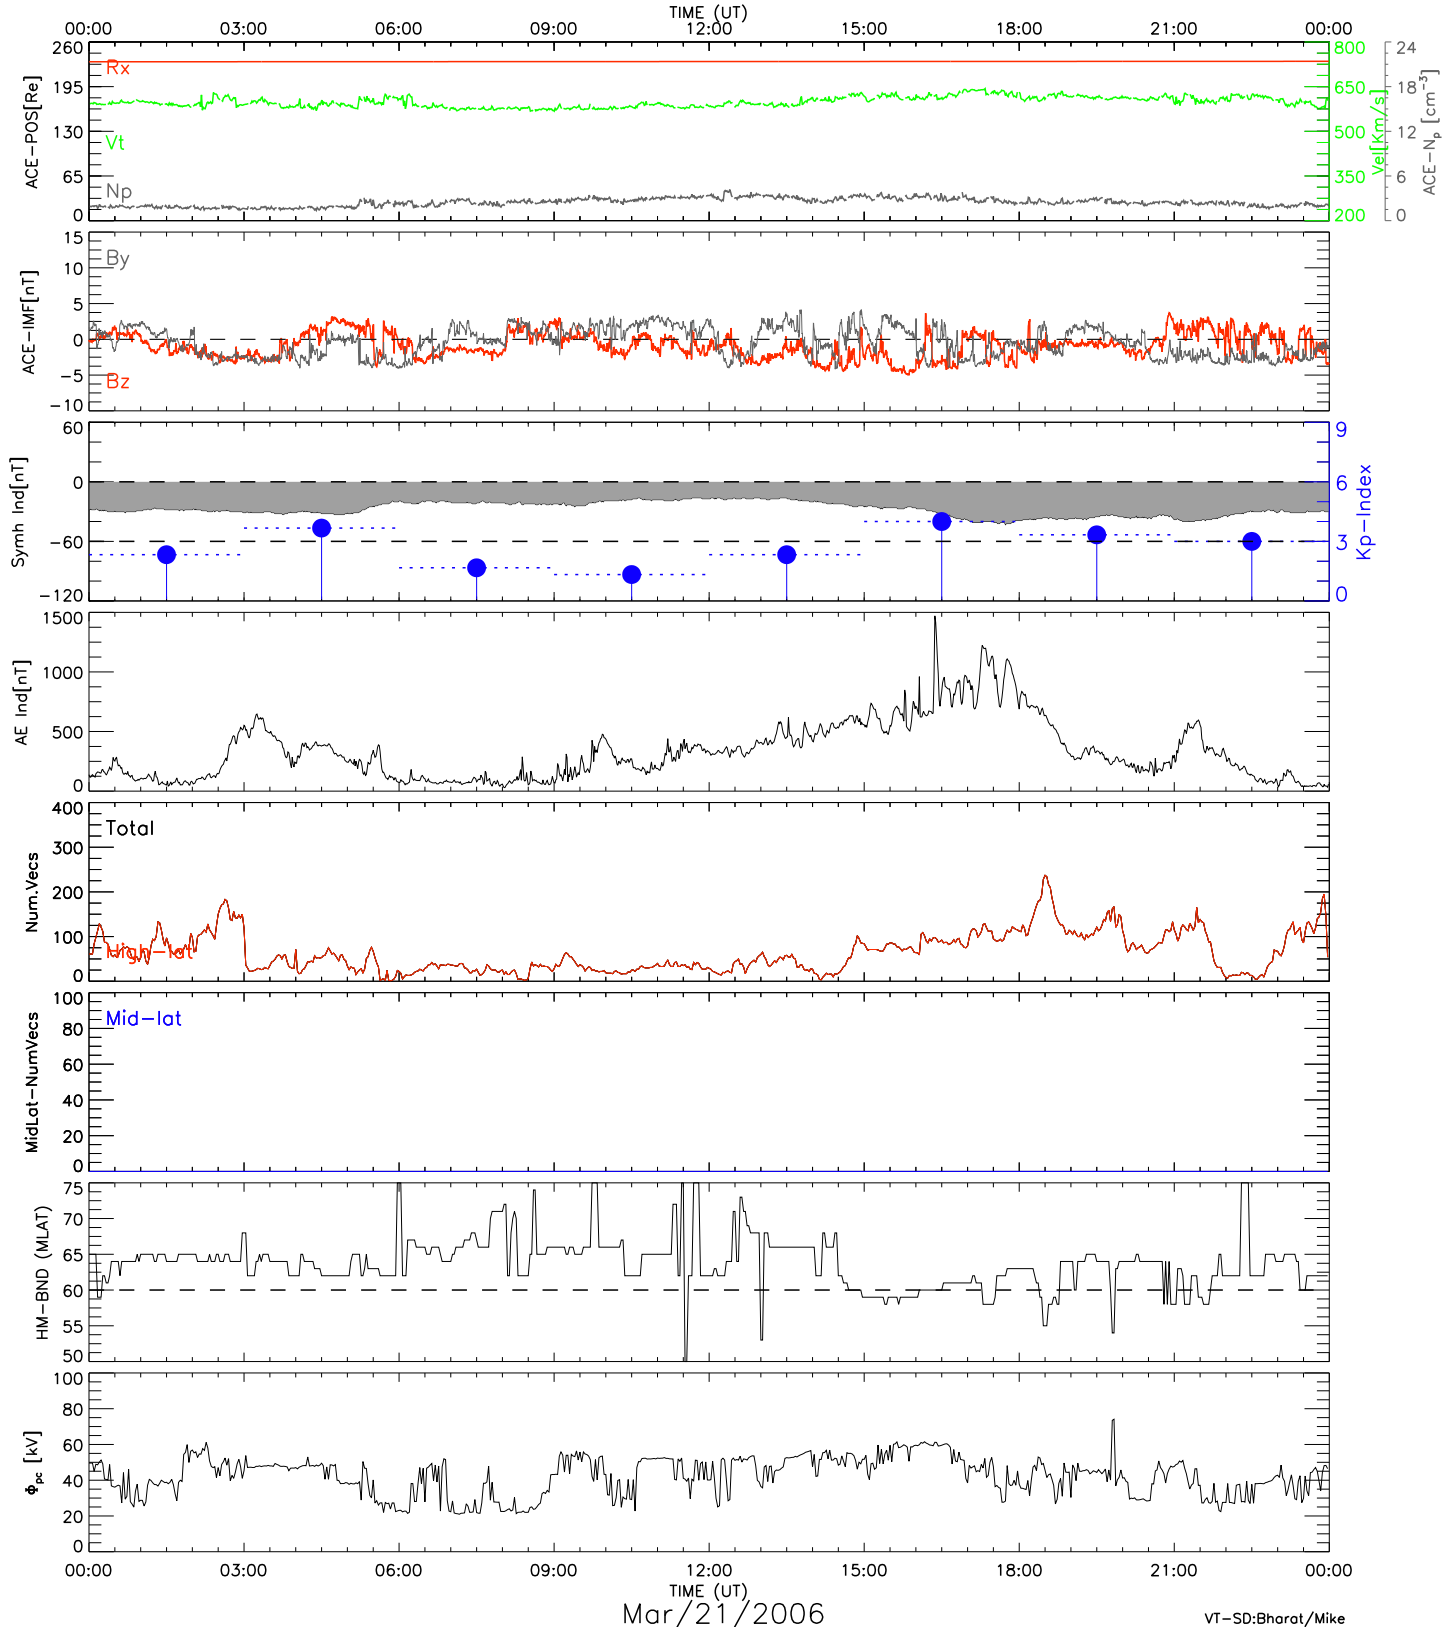 TIME (UT)
00:00 03:00 06:00 09:00 12:00 15:00 18:00 21:00 00:00
ACE-POS[Re]
260
195
130
65
0
Rx
Vt
Np
800
650
500
350
200
Vel[Km/s]
24
18
12
6
0
ACE-Np [cm-3]
ACE-IMF[nT]
15
10
5
0
-5
-10
By
Bz
Symh Ind[nT]
60
0
-60
-120
9
6
3
0
Kp-Index
AE Ind[nT]
1500
1000
500
0
Num.Vecs
400
300
200
100
0
Total
High-lat
MidLat-NumVecs
100
80
60
40
20
0
Mid-lat
HM-BND (MLAT)
75
70
65
60
55
50
Φpc [kV]
100
80
60
40
20
0
00:00 03:00 06:00 09:00 12:00 15:00 18:00 21:00 00:00
TIME (UT)
Mar/21/2006
VT-SD:Bharat/Mike